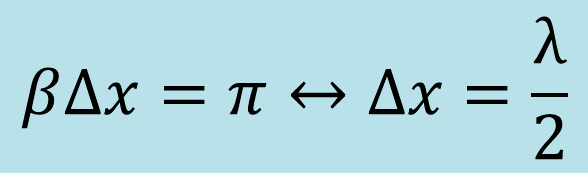 βΔx = π ↔ Δx = λ/2